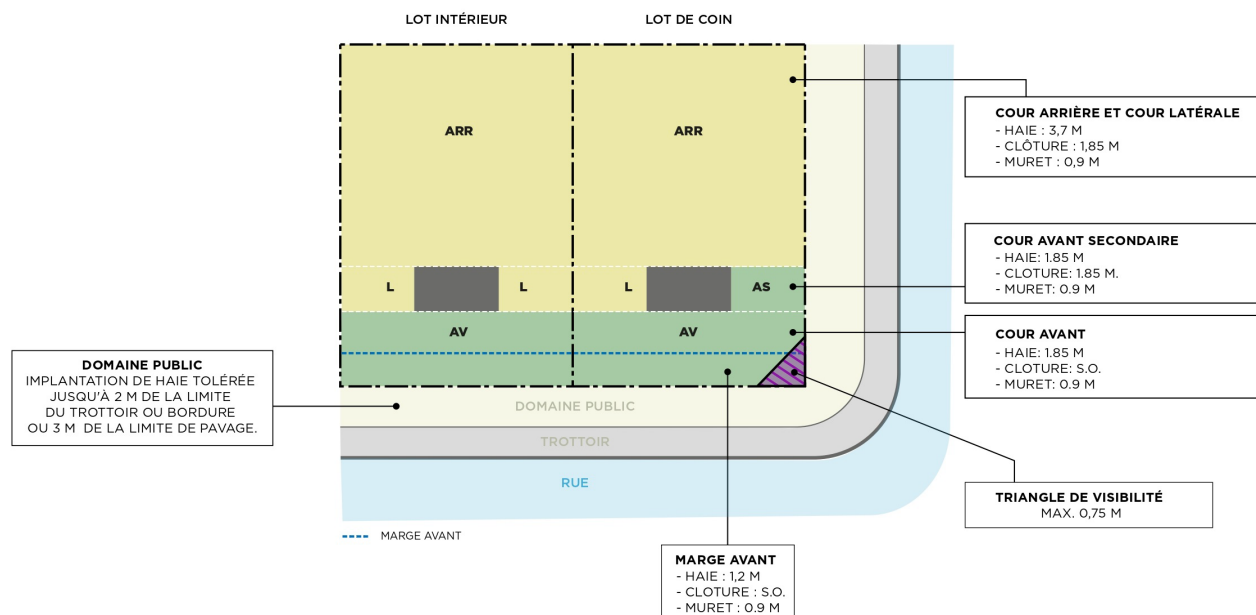 LOT INTÉRIEUR
LOT DE COIN
ARR
ARR
COUR ARRIÈRE ET COUR LATÉRALE
- HAIE : 3,7 M
- CLÔTURE : 1,85 M
- MURET : 0,9 M
COUR AVANT SECONDAIRE
- HAIE: 1.85 M
- CLOTURE: 1.85 M.
- MURET: 0.9 M
L
L
L
AS
AV
AV
COUR AVANT
- HAIE: 1.85 M
- CLOTURE: S.O.
- MURET: 0.9 M
DOMAINE PUBLIC
IMPLANTATION DE HAIE TOLÉRÉE
JUSQU'À 2 M DE LA LIMITE
DU TROTTOIR OU BORDURE
OU 3 M DE LA LIMITE DE PAVAGE.
DOMAINE PUBLIC
TROTTOIR
RUE
TRIANGLE DE VISIBILITÉ
MAX. 0,75 M
MARGE AVANT
MARGE AVANT
- HAIE : 1,2 M
- CLOTURE : S.O.
- MURET : 0.9 M